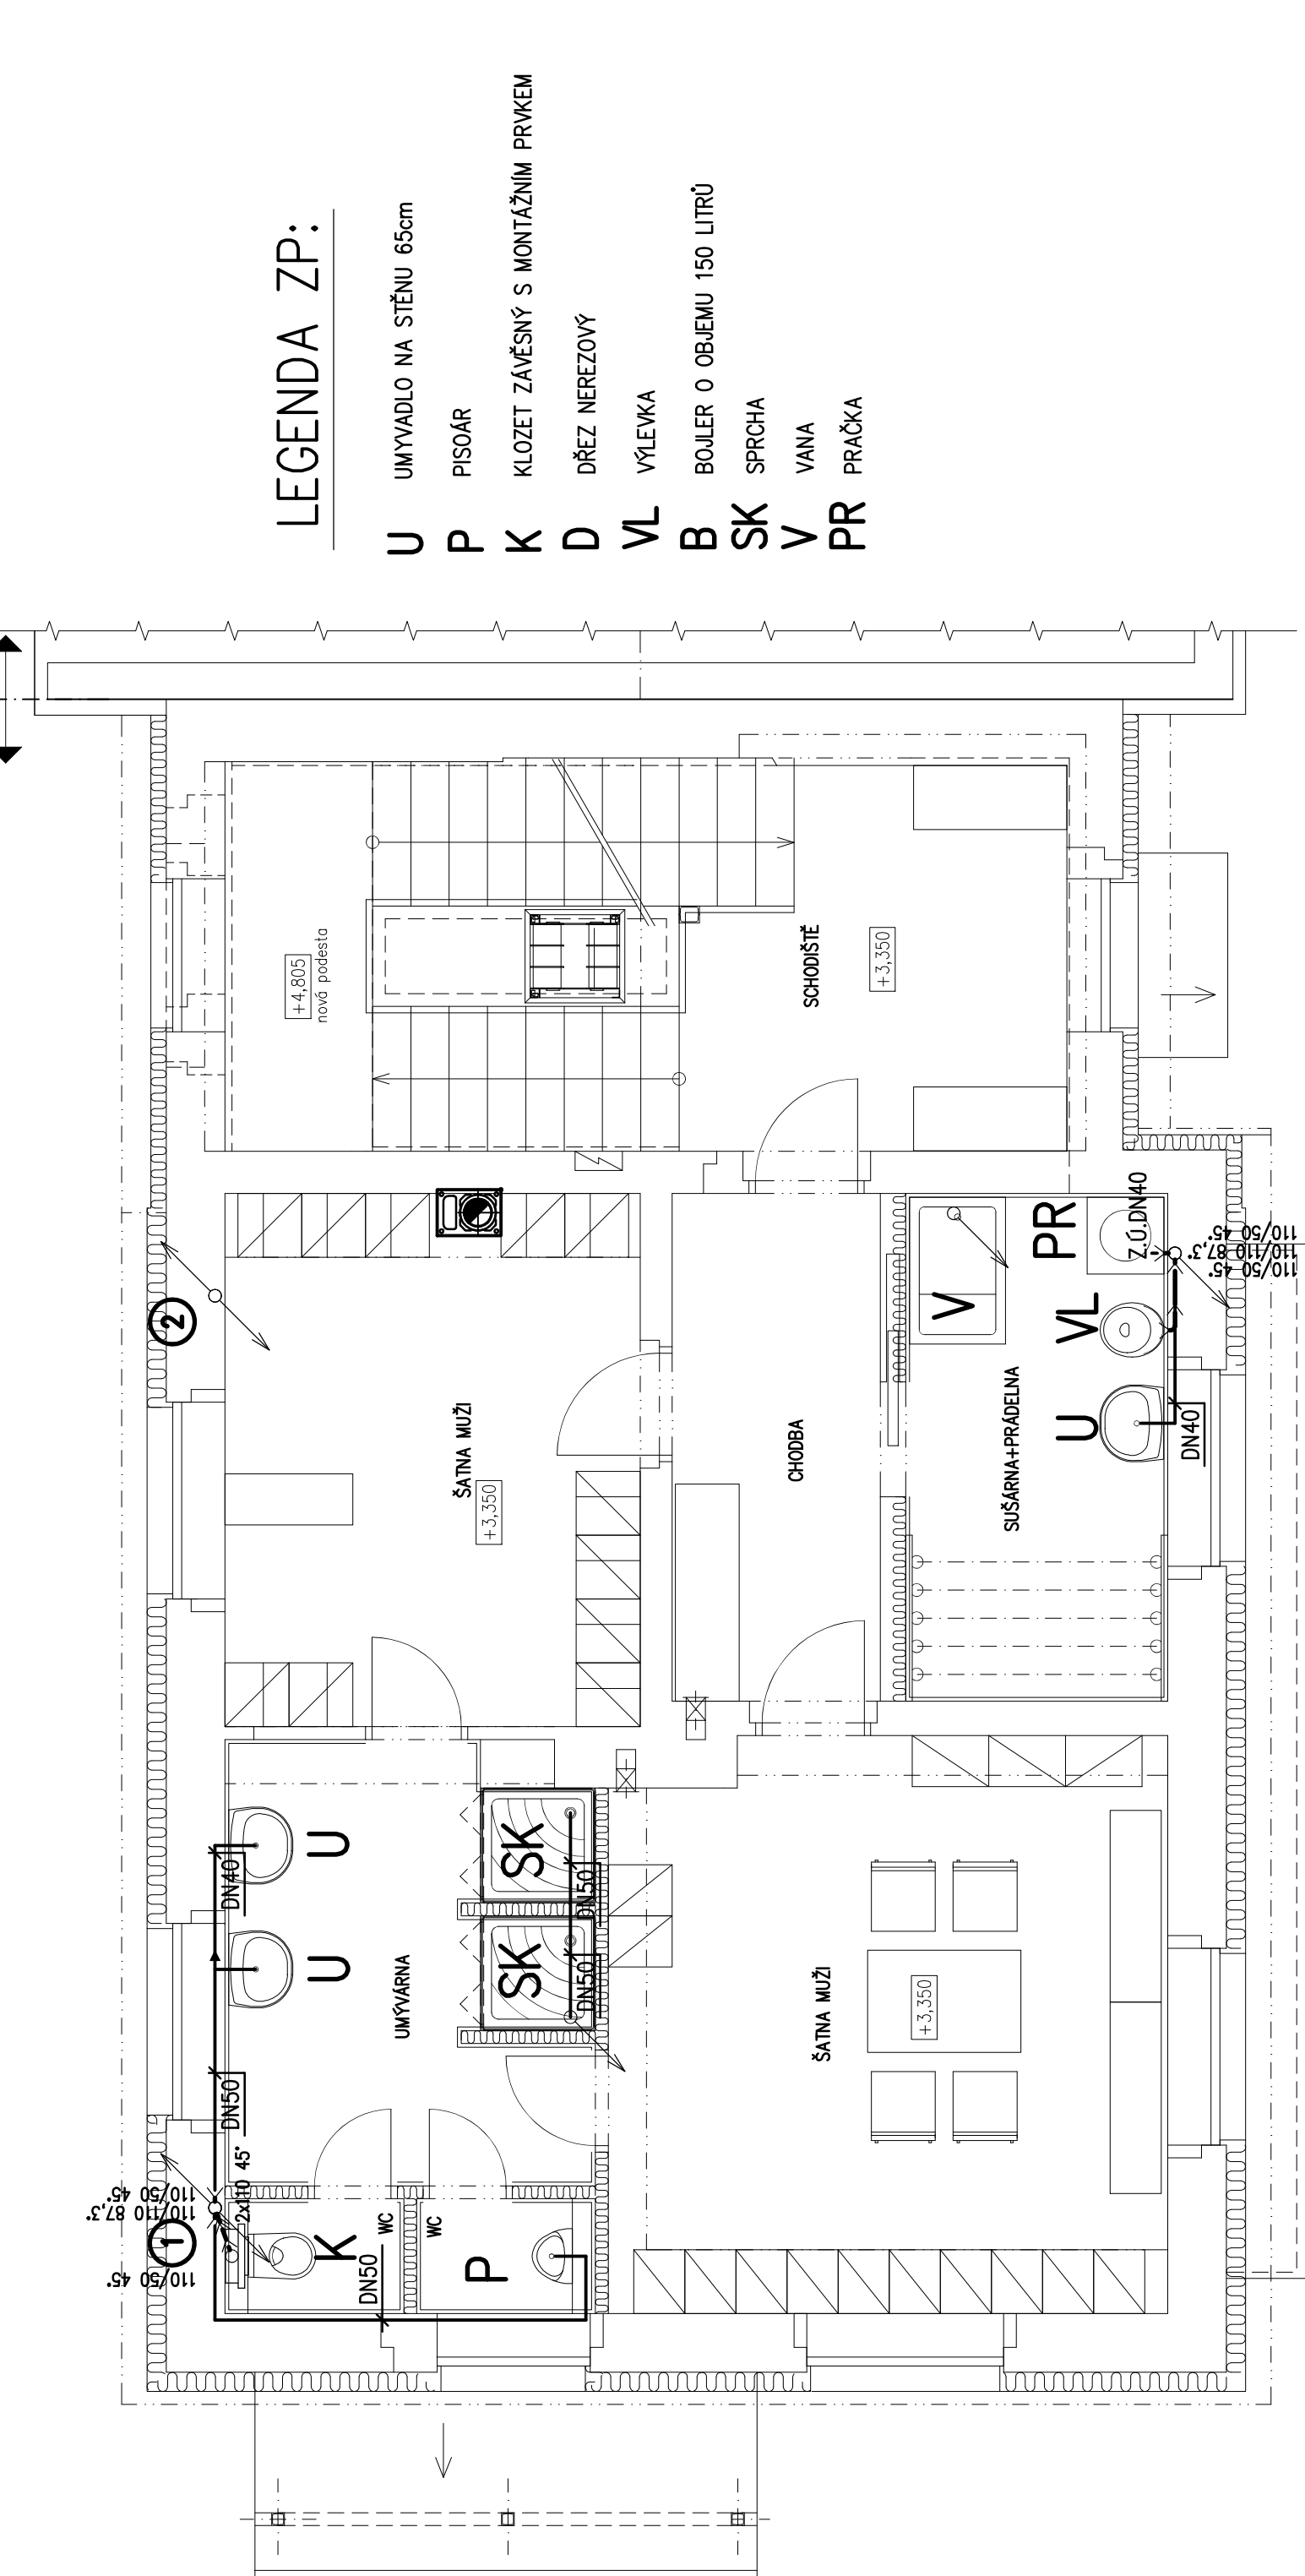 LEGENDA ZP:
U UMYVADLO NA STĚNU 65cm
P PISOÁR
K KLOZET ZÁVĚSNÝ S MONTÁŽNÍM PRVKEM
D DŘEZ NEREZOVÝ
VL VÝLEVKA
B BOJLER O OBJEMU 150 LITRŮ
SK SPRCHA
V VANA
PR PRAČKA
+4,805
nová podesta
SCHODIŠTĚ
+3,350
2
ŠATNA MUŽI
+3,350
CHODBA
V
PR
VL
U
SUŠÁRNA+PRÁDELNA
Z.Ú.DN40
110/50 45°
110/110 87,3°
110/50 45°
DN40
U
U
DN40
DN50
UMÝVÁRNA
SK
SK
DN50
DN50
ŠATNA MUŽI
+3,350
1
110/50 45°
110/110 87,3°
110/50 45°
2x110 45°
K
WC
WC
P
DN50